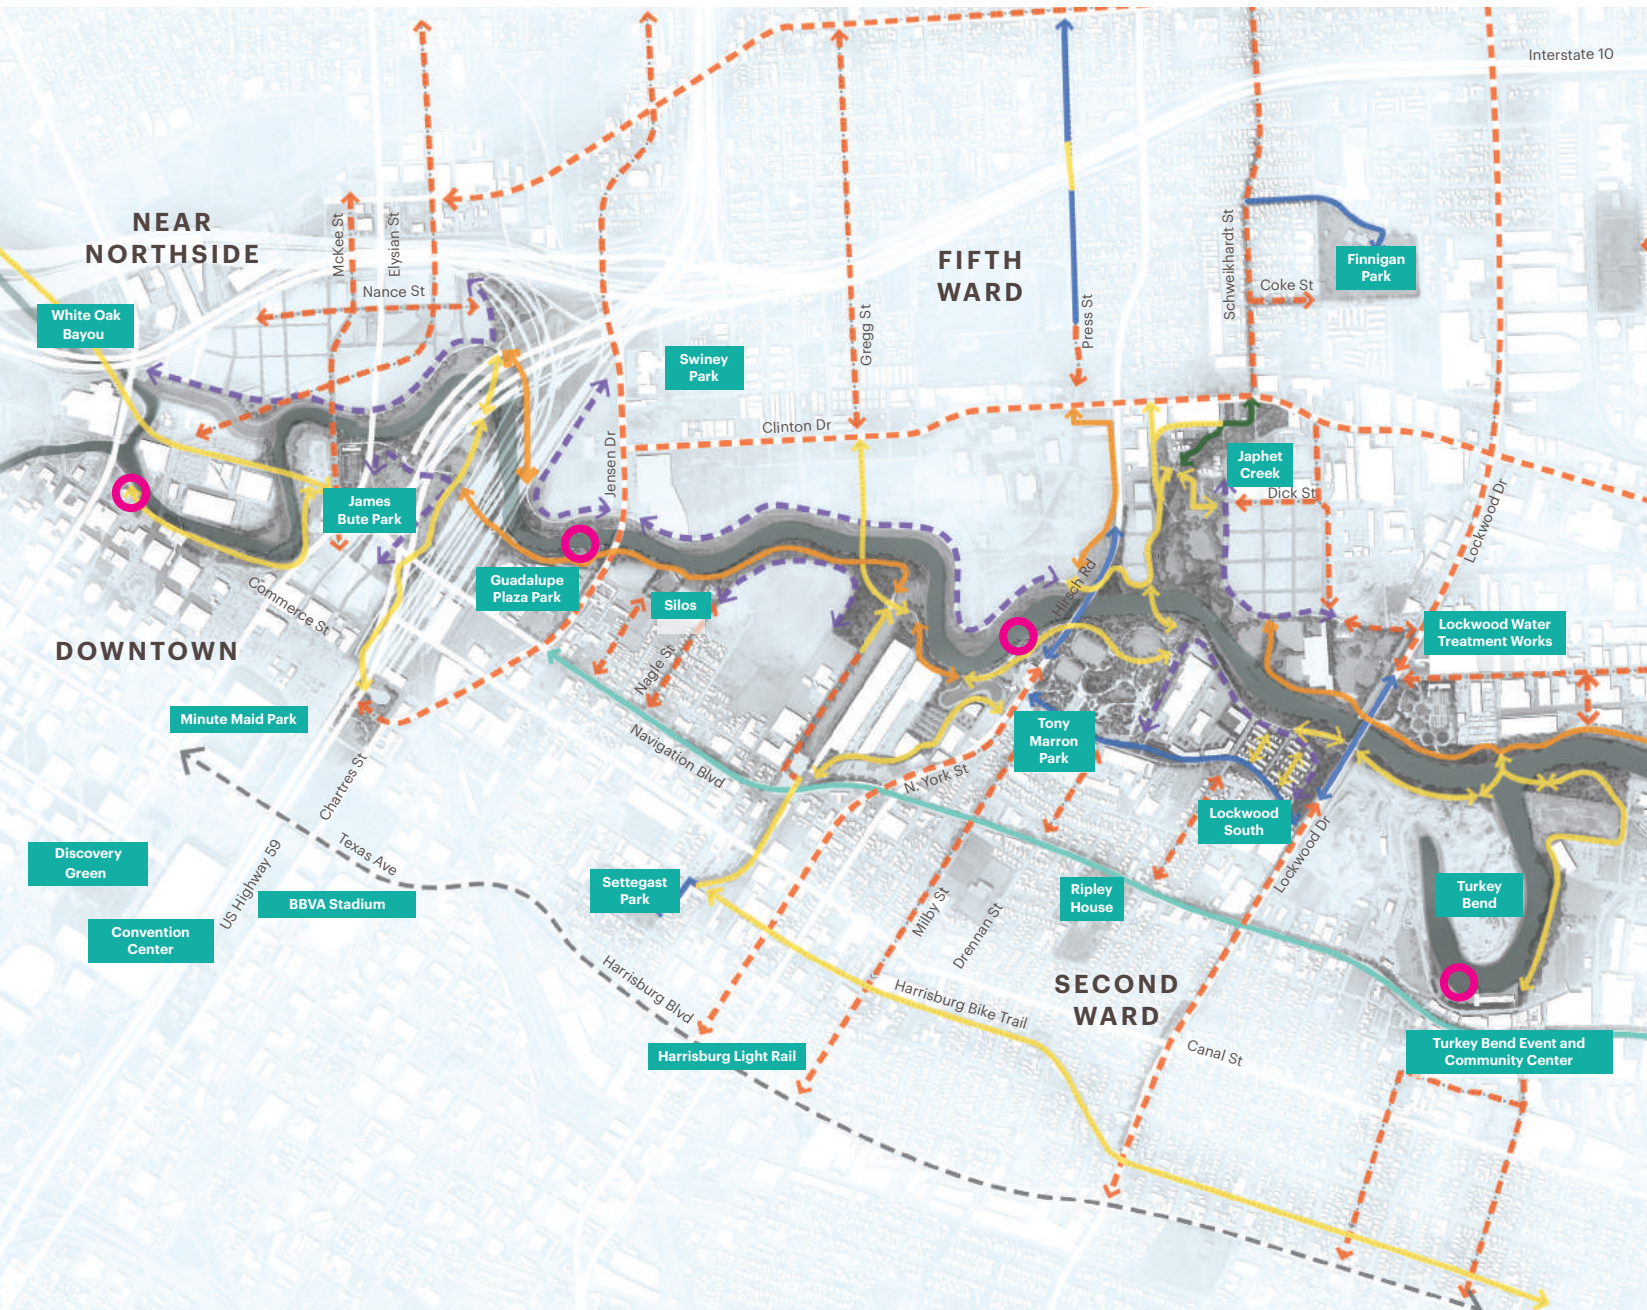 Interstate 10
NEAR
NORTHSIDE
McKee St
Elysian St
Nance St
FIFTH
WARD
Schweikhardt St
Finnigan
Park
Coke St
White Oak
Bayou
Press St
Gregg St
Swiney
Park
Clinton Dr
Jensen Dr
Japhet
Creek
Dick St
Lockwood Dr
James
Bute Park
Commerce St
Guadalupe
Plaza Park
Silos
Hirsch Rd
Lockwood Water
Treatment Works
DOWNTOWN
Nagle St
Minute Maid Park
Navigation Blvd
Tony
Marron
Park
N. York St
Chartres St
Texas Ave
Lockwood
South
Lockwood Dr
Discovery
Green
US Highway 59
BBVA Stadium
Settegast
Park
Ripley
House
Turkey
Bend
Convention
Center
Milby St
Drennan St
Harrisburg Blvd
Harrisburg Bike Trail
SECOND
WARD
Canal St
Harrisburg Light Rail
Turkey Bend Event and
Community Center